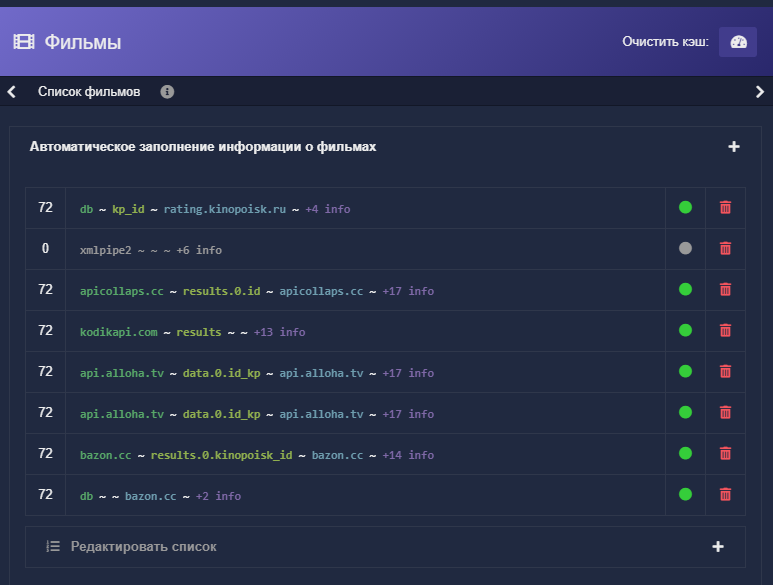 Фильмы
Очистить кэш:
Список фильмов
Автоматическое заполнение информации о фильмах
72 db ~ kp_id ~ rating.kinopoisk.ru ~ +4 info
0 xmlpipe2 ~ ~ ~ +6 info
72 apicollaps.cc ~ results.0.id ~ apicollaps.cc ~ +17 info
72 kodikapi.com ~ results ~ ~ +13 info
72 api.alloha.tv ~ data.0.id_kp ~ api.alloha.tv ~ +17 info
72 api.alloha.tv ~ data.0.id_kp ~ api.alloha.tv ~ +17 info
72 bazon.cc ~ results.0.kinopoisk_id ~ bazon.cc ~ +14 info
72 db ~ ~ bazon.cc ~ +2 info
Редактировать список